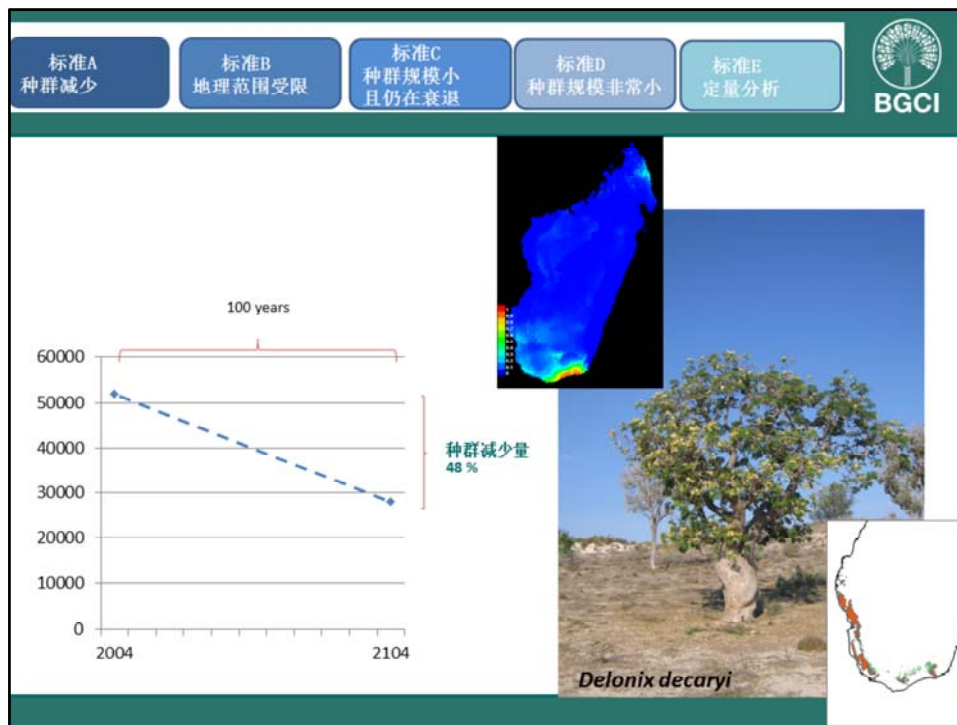 标准A
种群减少
标准B
地理范围受限
标准C
种群规模小
且仍在衰退
标准D
种群规模非常小
标准E
定量分析
BGCI
100 years
60000
50000
40000
30000
20000
10000
0
2004
2104
种群减少量
48 %
Delonix decaryi